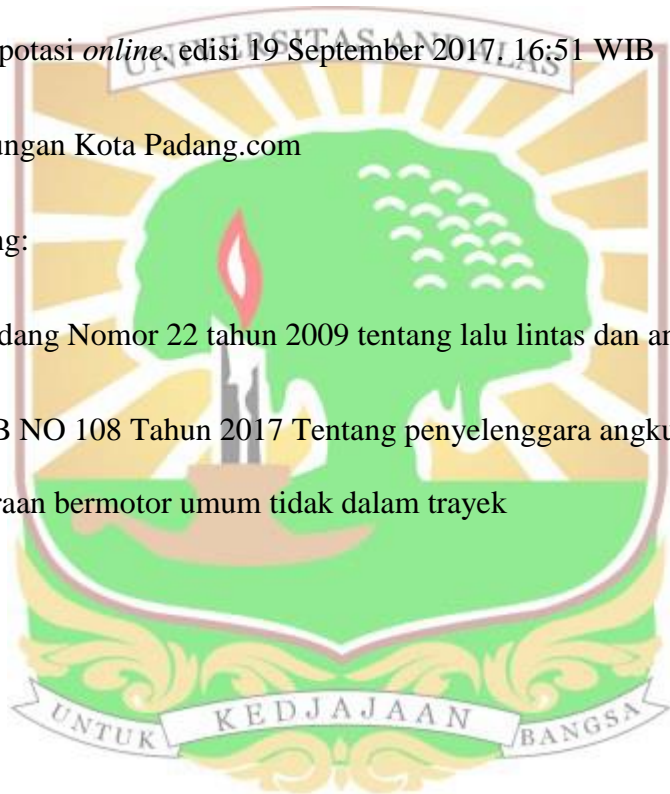 potasi online. edisi 19 September 2017. 16:51 WIB
UNIVERSITAS ANDALAS
ungan Kota Padang.com
ng:
dang Nomor 22 tahun 2009 tentang lalu lintas dan an
B NO 108 Tahun 2017 Tentang penyelenggara angku
raan bermotor umum tidak dalam trayek
UNTUK KEDJAJAAN BANGSA